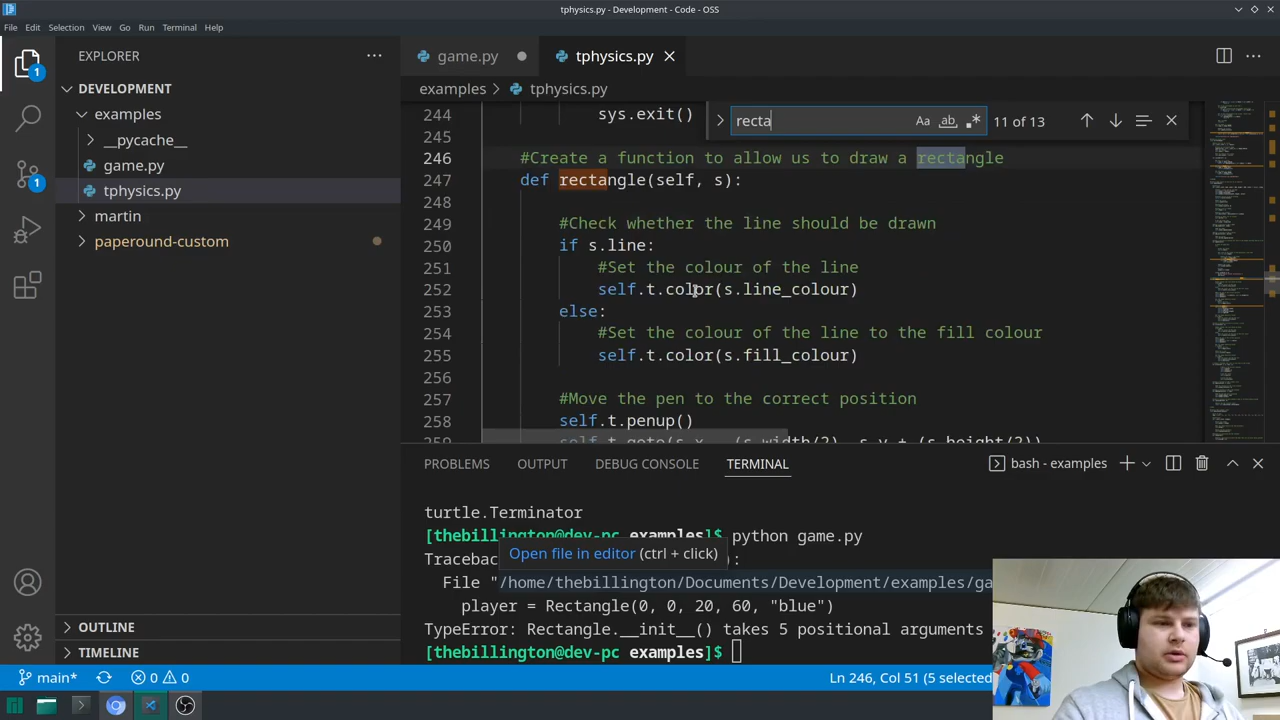 tphysics.py - Development - Code - OSS
File Edit Selection View Go Run Terminal Help
EXPLORER
DEVELOPMENT
examples
__pycache__
game.py
tphysics.py
martin
paperound-custom
OUTLINE
TIMELINE
1
1
game.py
tphysics.py
examples > tphysics.py
recta
Aa ab
11 of 13
244 sys.exit()
245
246 #Create a function to allow us to draw a rectangle
247 def rectangle(self, s):
248
249 #Check whether the line should be drawn
250 if s.line:
251 #Set the colour of the line
252 self.t.color(s.line_colour)
253 else:
254 #Set the colour of the line to the fill colour
255 self.t.color(s.fill_colour)
256
257 #Move the pen to the correct position
258 self.t.penup()
PROBLEMS OUTPUT DEBUG CONSOLE TERMINAL
bash - examples
turtle.Terminator
[thebillington@dev-pc examples]$ python game.py
Tracebac
Open file in editor (ctrl + click)
):
File "/home/thebillington/Documents/Development/examples/ga
player = Rectangle(0, 0, 20, 60, "blue")
TypeError: Rectangle.__init__() takes 5 positional arguments
[thebillington@dev-pc examples]$
main* 0 0
Ln 246, Col 51 (5 selected